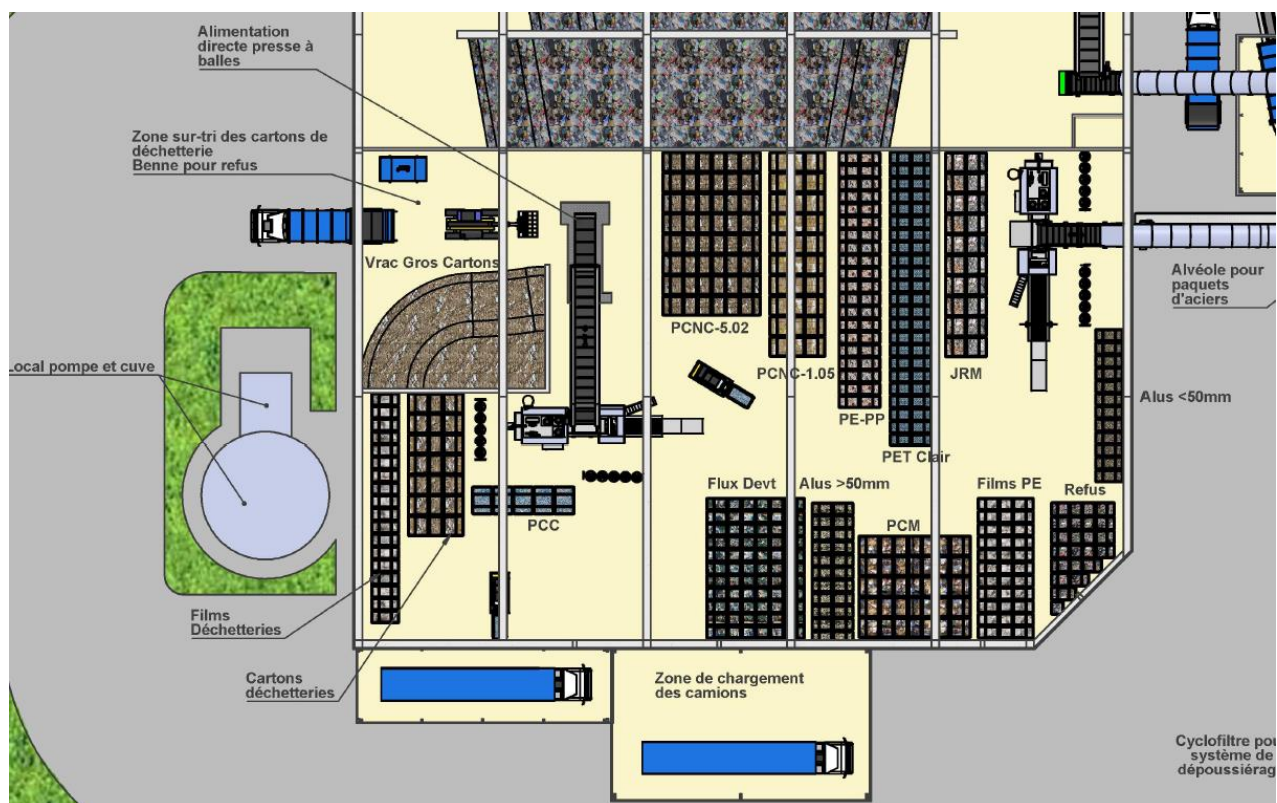 Alimentation
directe presse à
balles
Zone sur-tri des cartons de
déchetterie
Benne pour refus
Vrac Gros Cartons
Alvéole pour
paquets
d'aciers
PCNC-5.02
PCNC-1.05
JRM
Local pompe et cuve
Alus <50mm
PE-PP
PET Clair
Flux Devt
Alus >50mm
Films PE
Refus
PCC
PCM
Films
Déchetteries
Cartons
déchetteries
Zone de chargement
des camions
Cyclofiltre pou
système de
dépoussiérag